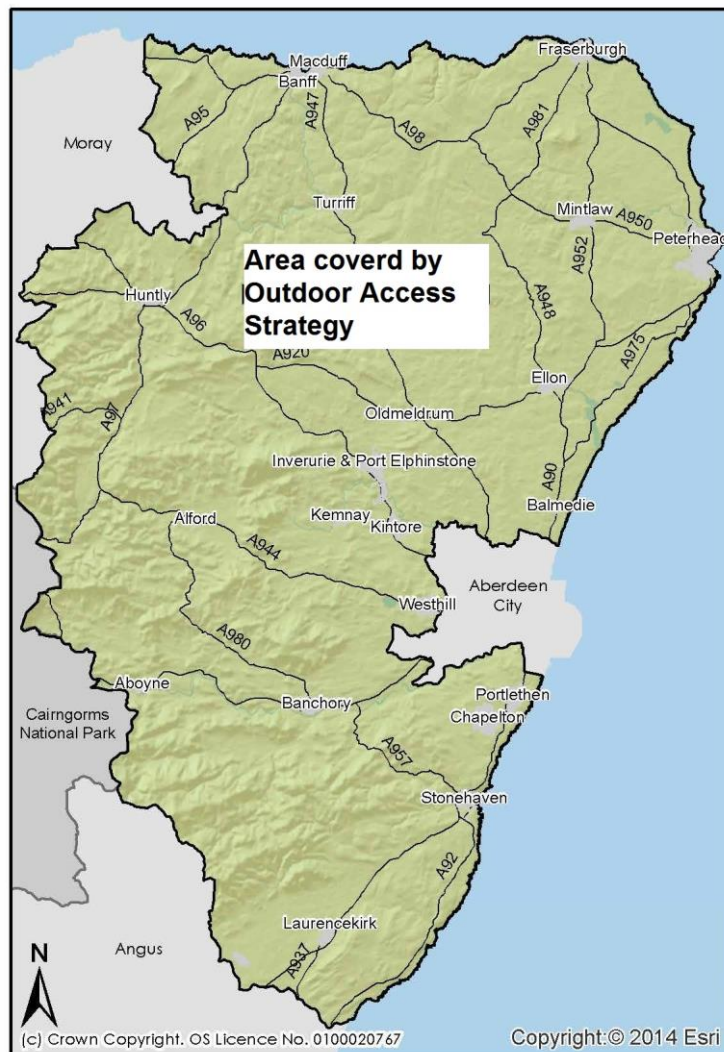 Fraserburgh
Macduff
Banff
A947
A95
A98
A981
Moray
Turriff
Mintlaw
A950
A952
Peterhead
Area coverd by
Outdoor Access
Strategy
Huntly
A96
A948
A920
A975
Ellon
A941
A97
Oldmeldrum
Inverurie & Port Elphinstone
A90
Balmedie
Alford
Kemnay
Kintore
A944
Aberdeen
City
Westhill
A980
Aboyne
Banchory
Portlethen
Chapelton
Cairngorms
National Park
A957
Stonehaven
A92
Laurencekirk
A937
Angus
N
(c) Crown Copyright. OS Licence No. 0100020767
Copyright:© 2014 Esri